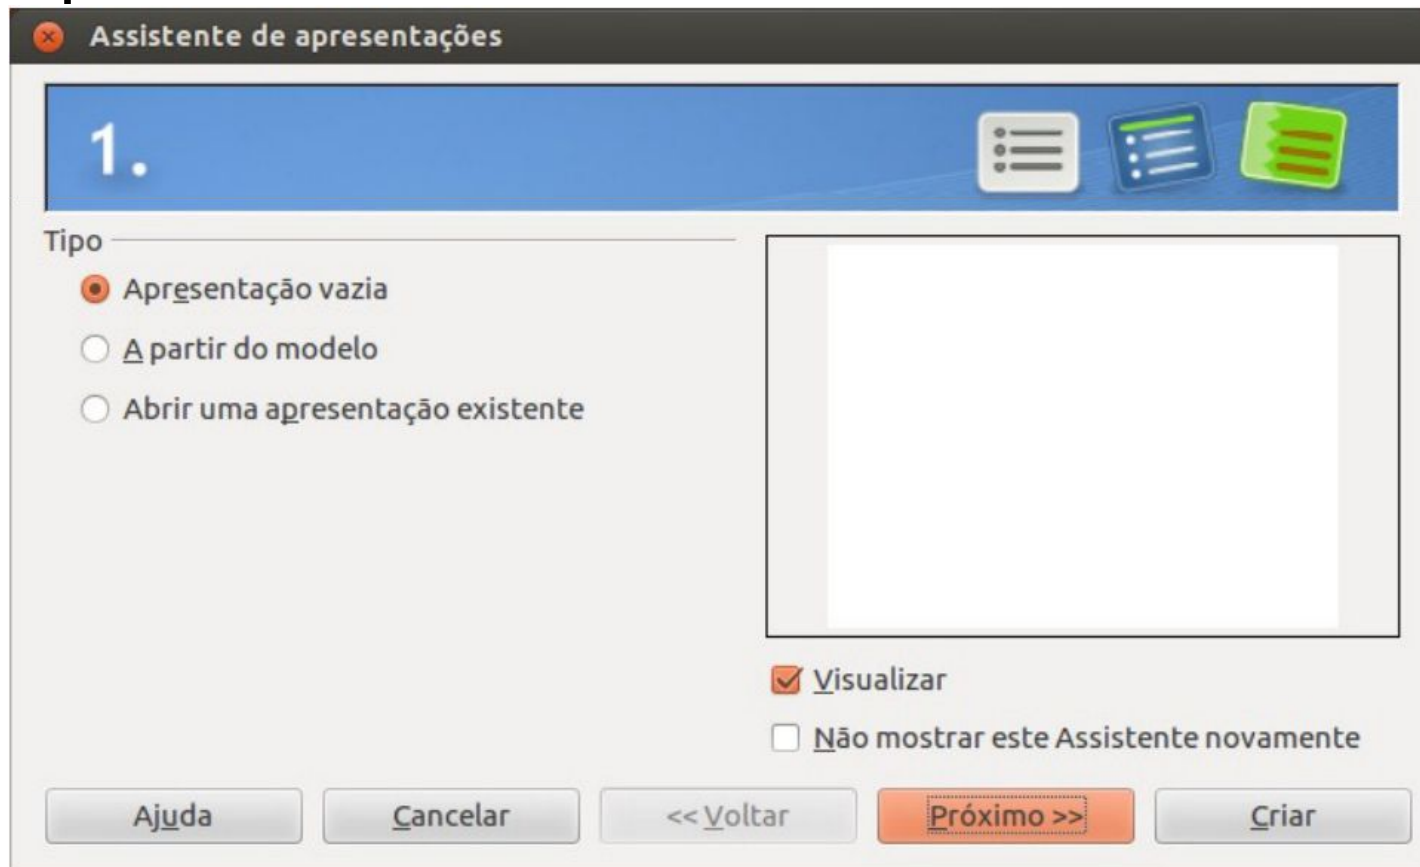 Assistente de apresentações
1.
Tipo
Apresentação vazia
A partir do modelo
Abrir uma apresentação existente
Visualizar
Não mostrar este Assistente novamente
Ajuda
Cancelar
<< Voltar
Próximo >>
Criar